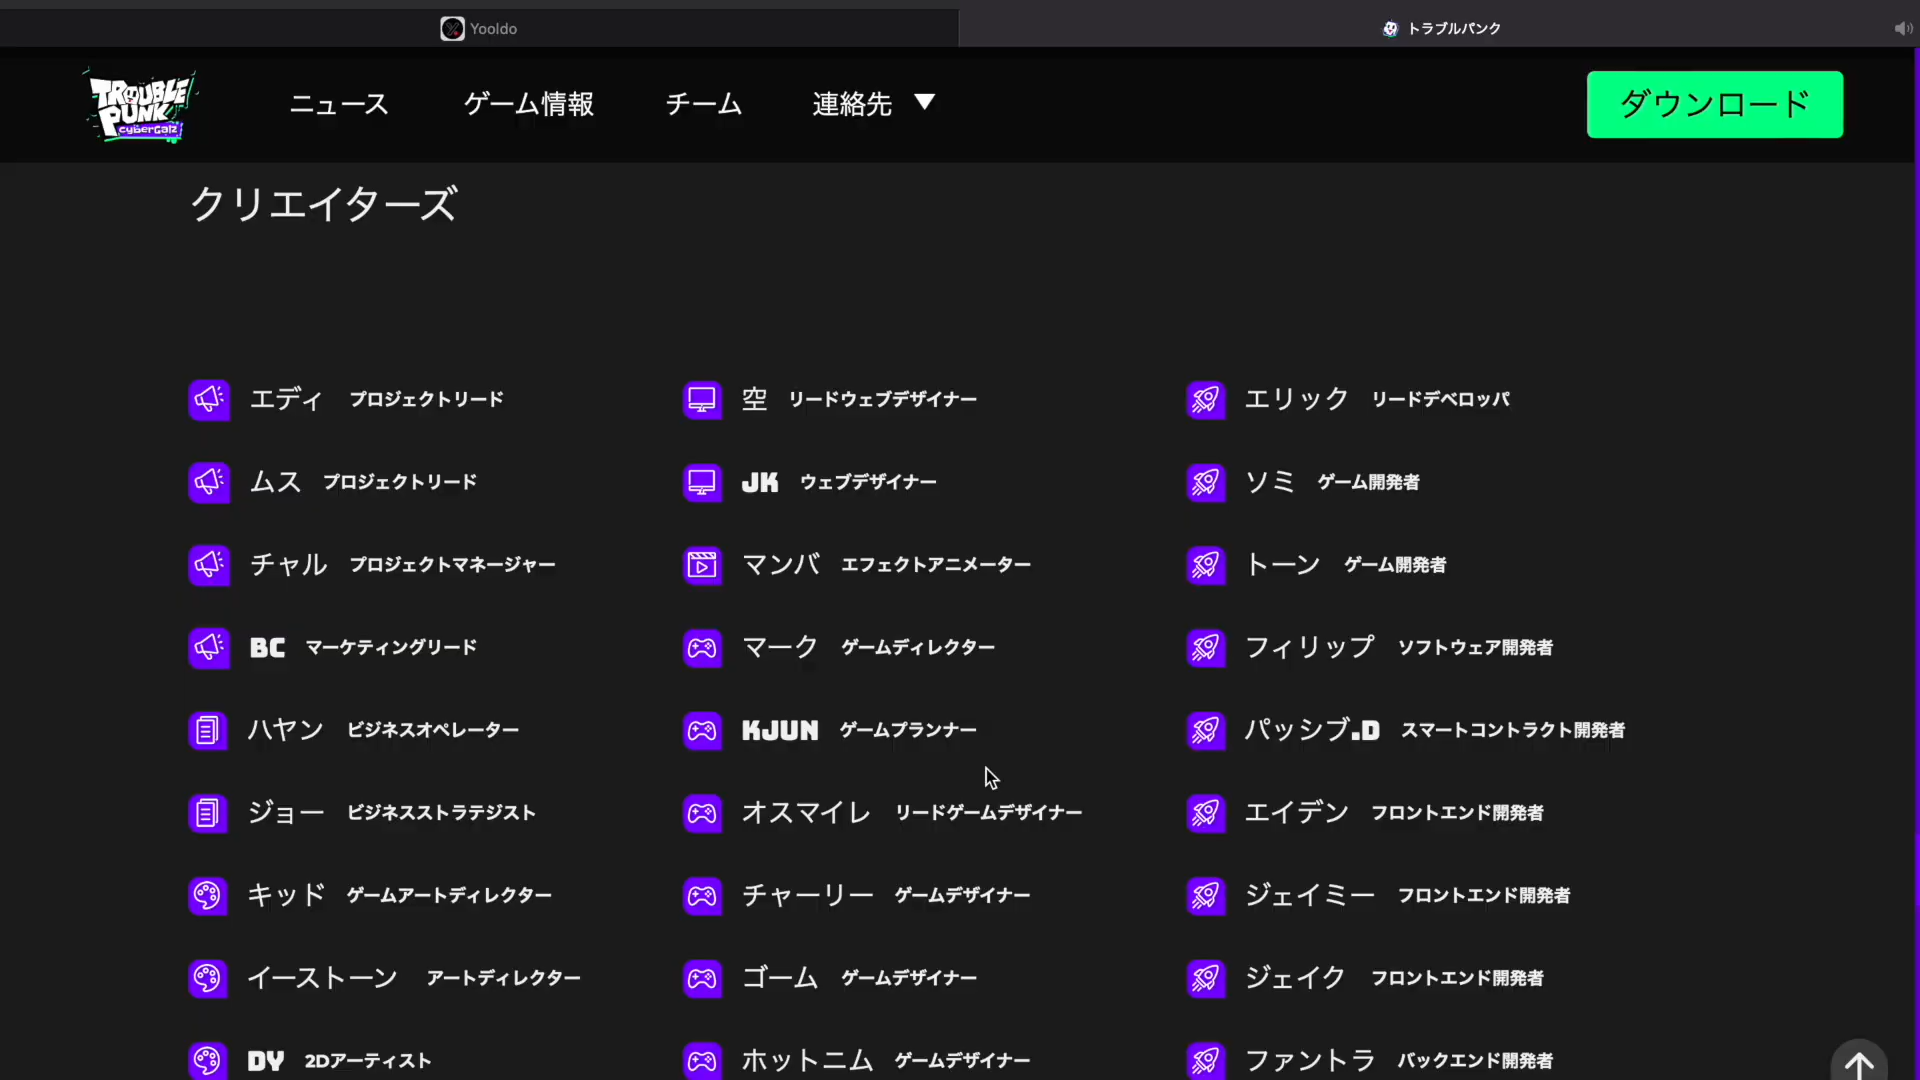 Yooldo
トラブルパンク
TROUBLE PUNK cyberGalz
ニュース
ゲーム情報
チーム
連絡先 ▼
ダウンロード
クリエイターズ
エディ プロジェクトリード
空 リードウェブデザイナー
エリック リードデベロッパ
ムス プロジェクトリード
JK ウェブデザイナー
ソミ ゲーム開発者
チャル プロジェクトマネージャー
マンバ エフェクトアニメーター
トーン ゲーム開発者
BC マーケティングリード
マーク ゲームディレクター
フィリップ ソフトウェア開発者
ハヤン ビジネスオペレーター
KJUN ゲームプランナー
パッシブ.D スマートコントラクト開発者
ジョー ビジネスストラテジスト
オスマイレ リードゲームデザイナー
エイデン フロントエンド開発者
キッド ゲームアートディレクター
チャーリー ゲームデザイナー
ジェイミー フロントエンド開発者
イーストーン アートディレクター
ゴーム ゲームデザイナー
ジェイク フロントエンド開発者
DY 2Dアーティスト
ホットニム ゲームデザイナー
ファントラ バックエンド開発者